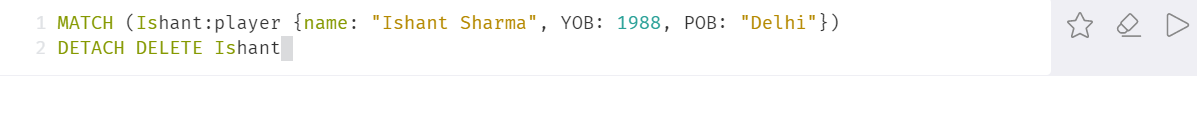 1 MATCH (Ishant:player {name: "Ishant Sharma", YOB: 1988, POB: "Delhi"})
2 DETACH DELETE Ishant